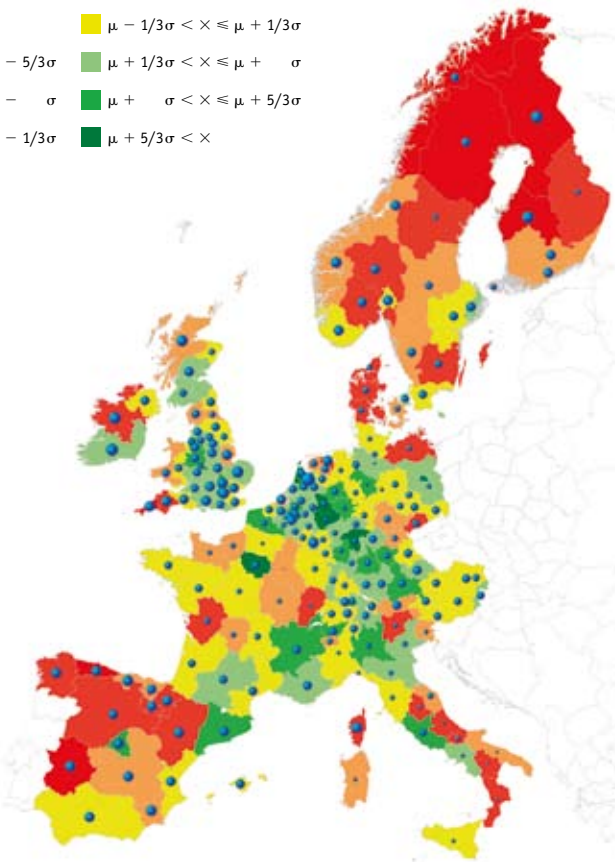 μ − 1/3σ < × ≤ μ + 1/3σ
− 5/3σ μ + 1/3σ < × ≤ μ + σ
− σ μ + σ < × ≤ μ + 5/3σ
− 1/3σ μ + 5/3σ < ×